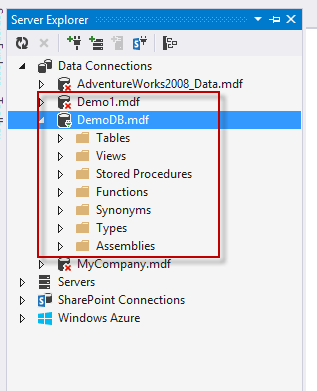 Server Explorer
Data Connections
AdventureWorks2008_Data.mdf
Demo1.mdf
DemoDB.mdf
Tables
Views
Stored Procedures
Functions
Synonyms
Types
Assemblies
MyCompany.mdf
Servers
SharePoint Connections
Windows Azure